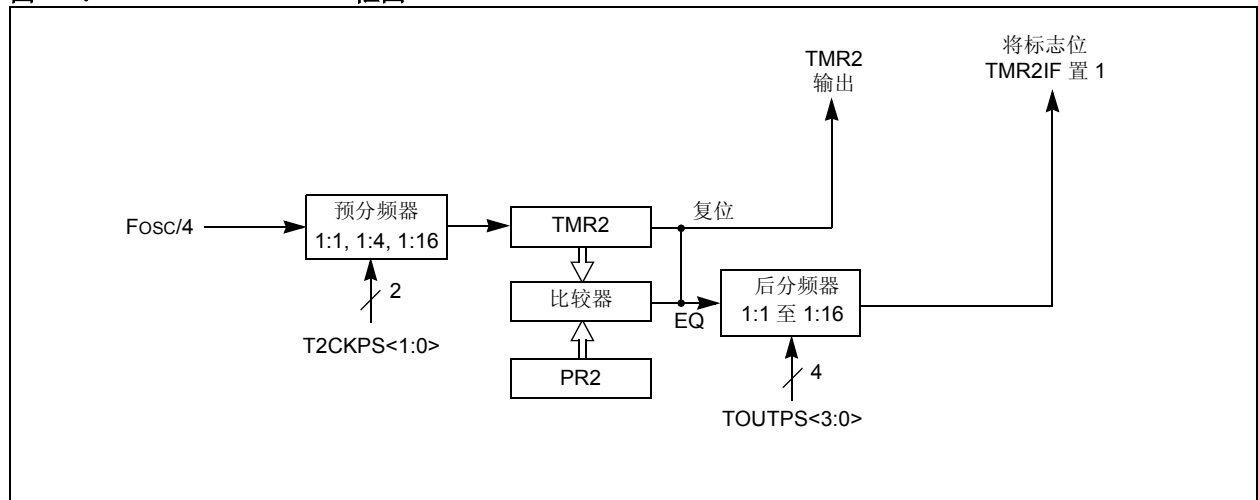 TMR2
输出
将标志位
TMR2IF 置 1
FOSC/4
预分频器
1:1, 1:4, 1:16
2
T2CKPS<1:0>
TMR2
复位
比较器
EQ
PR2
后分频器
1:1 至 1:16
4
TOUTPS<3:0>